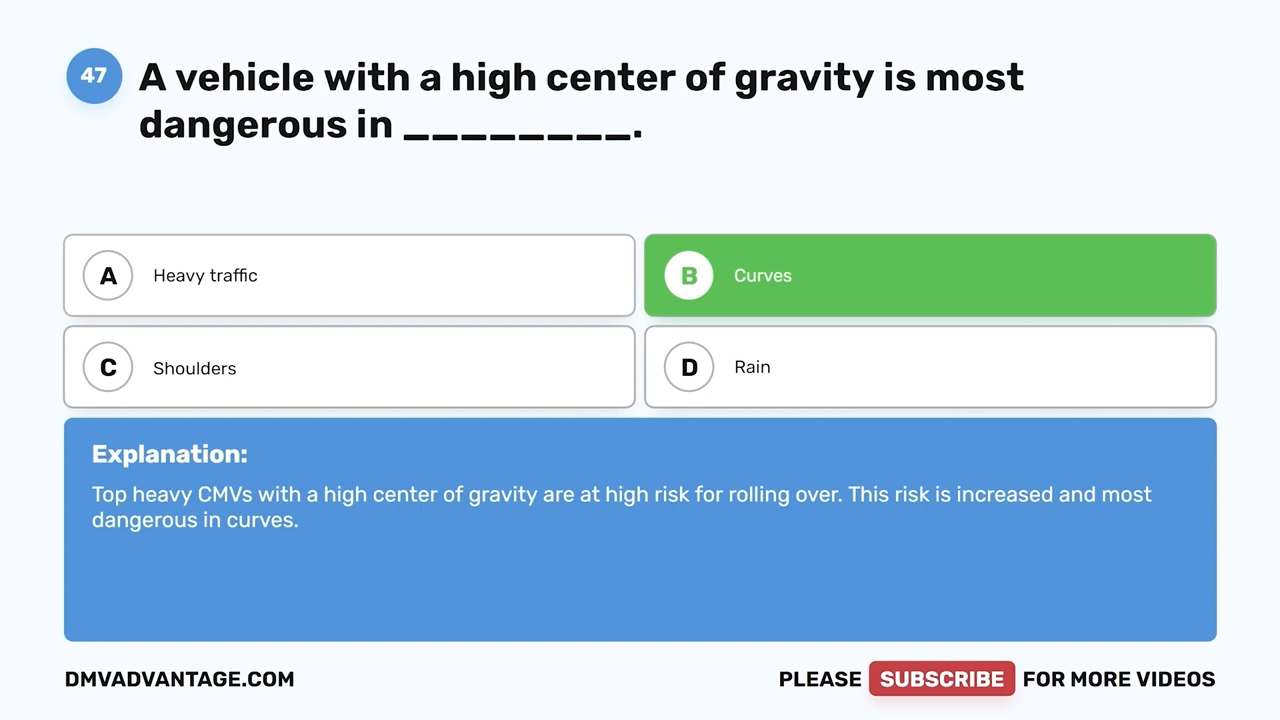 47
A vehicle with a high center of gravity is most
dangerous in ________.
A Heavy traffic
B Curves
C Shoulders
D Rain
Explanation:
Top heavy CMVs with a high center of gravity are at high risk for rolling over. This risk is increased and most
dangerous in curves.
DMVADVANTAGE.COM
PLEASE SUBSCRIBE FOR MORE VIDEOS